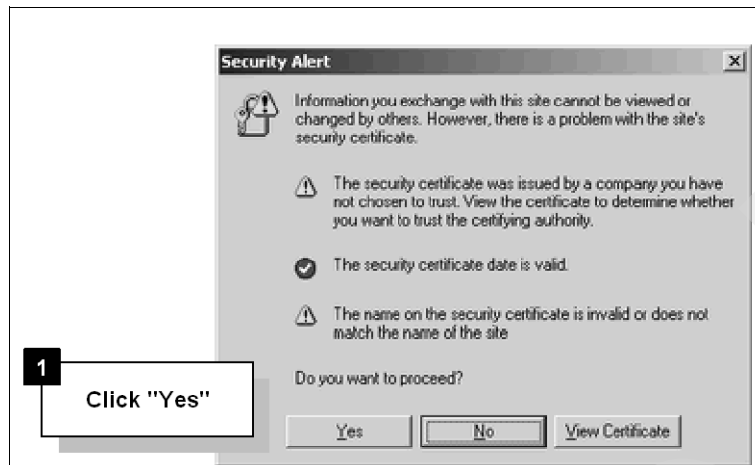 Security Alert
Information you exchange with this site cannot be viewed or
changed by others. However, there is a problem with the site's
security certificate.
The security certificate was issued by a company you have
not chosen to trust. View the certificate to determine whether
you want to trust the certifying authority.
The security certificate date is valid.
The name on the security certificate is invalid or does not
match the name of the site
Do you want to proceed?
1
Click "Yes"
Yes No View Certificate